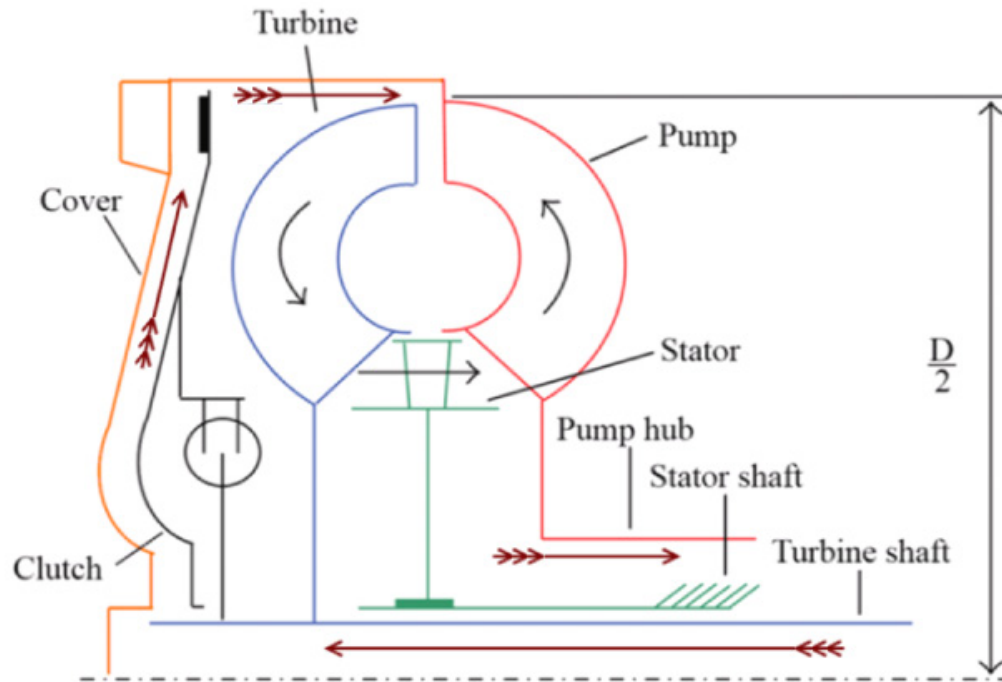 Turbine
Pump
Cover
D
2
Stator
Pump hub
Stator shaft
Turbine shaft
Clutch